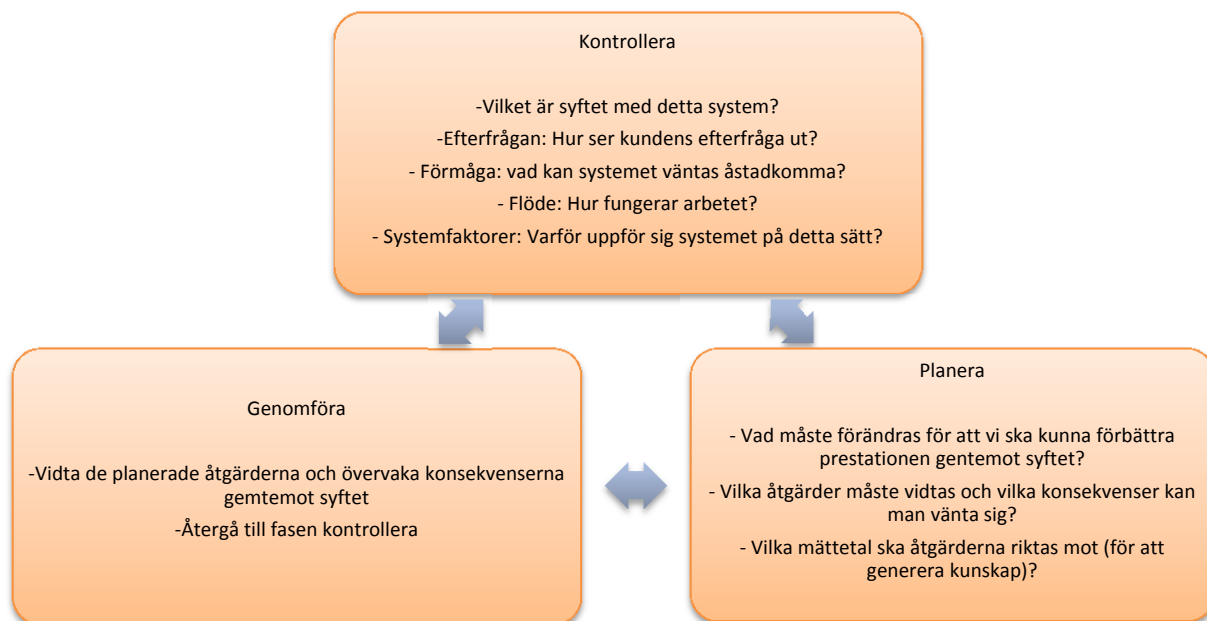 Kontrollera
-Vilket är syftet med detta system?
-Efterfrågan: Hur ser kundens efterfråga ut?
- Förmåga: vad kan systemet väntas åstadkomma?
- Flöde: Hur fungerar arbetet?
- Systemfaktorer: Varför uppför sig systemet på detta sätt?
Genomföra
-Vidta de planerade åtgärderna och övervaka konsekvenserna
gemtemot syftet
-Återgå till fasen kontrollera
Planera
- Vad måste förändras för att vi ska kunna förbättra
prestationen gentemot syftet?
- Vilka åtgärder måste vidtas och vilka konsekvenser kan
man vänta sig?
- Vilka mättetal ska åtgärderna riktas mot (för att
generera kunskap)?